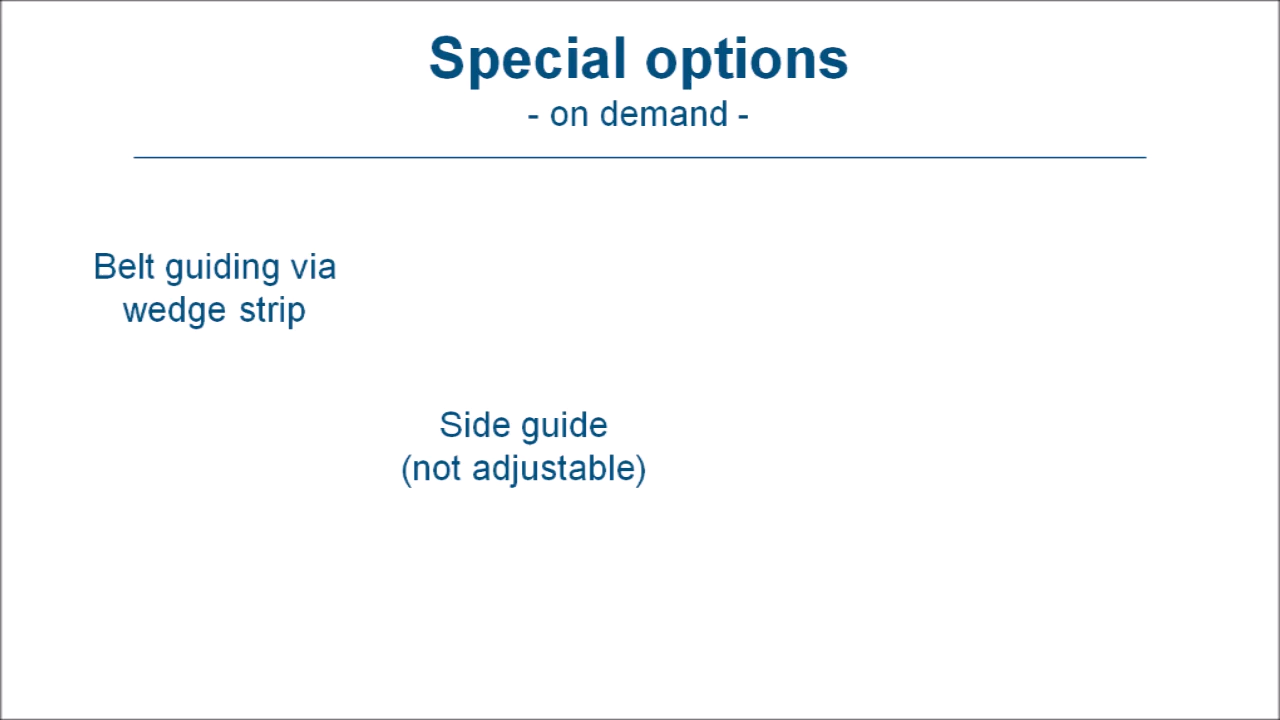 Special options
- on demand -
Belt guiding via
wedge strip
Side guide
(not adjustable)